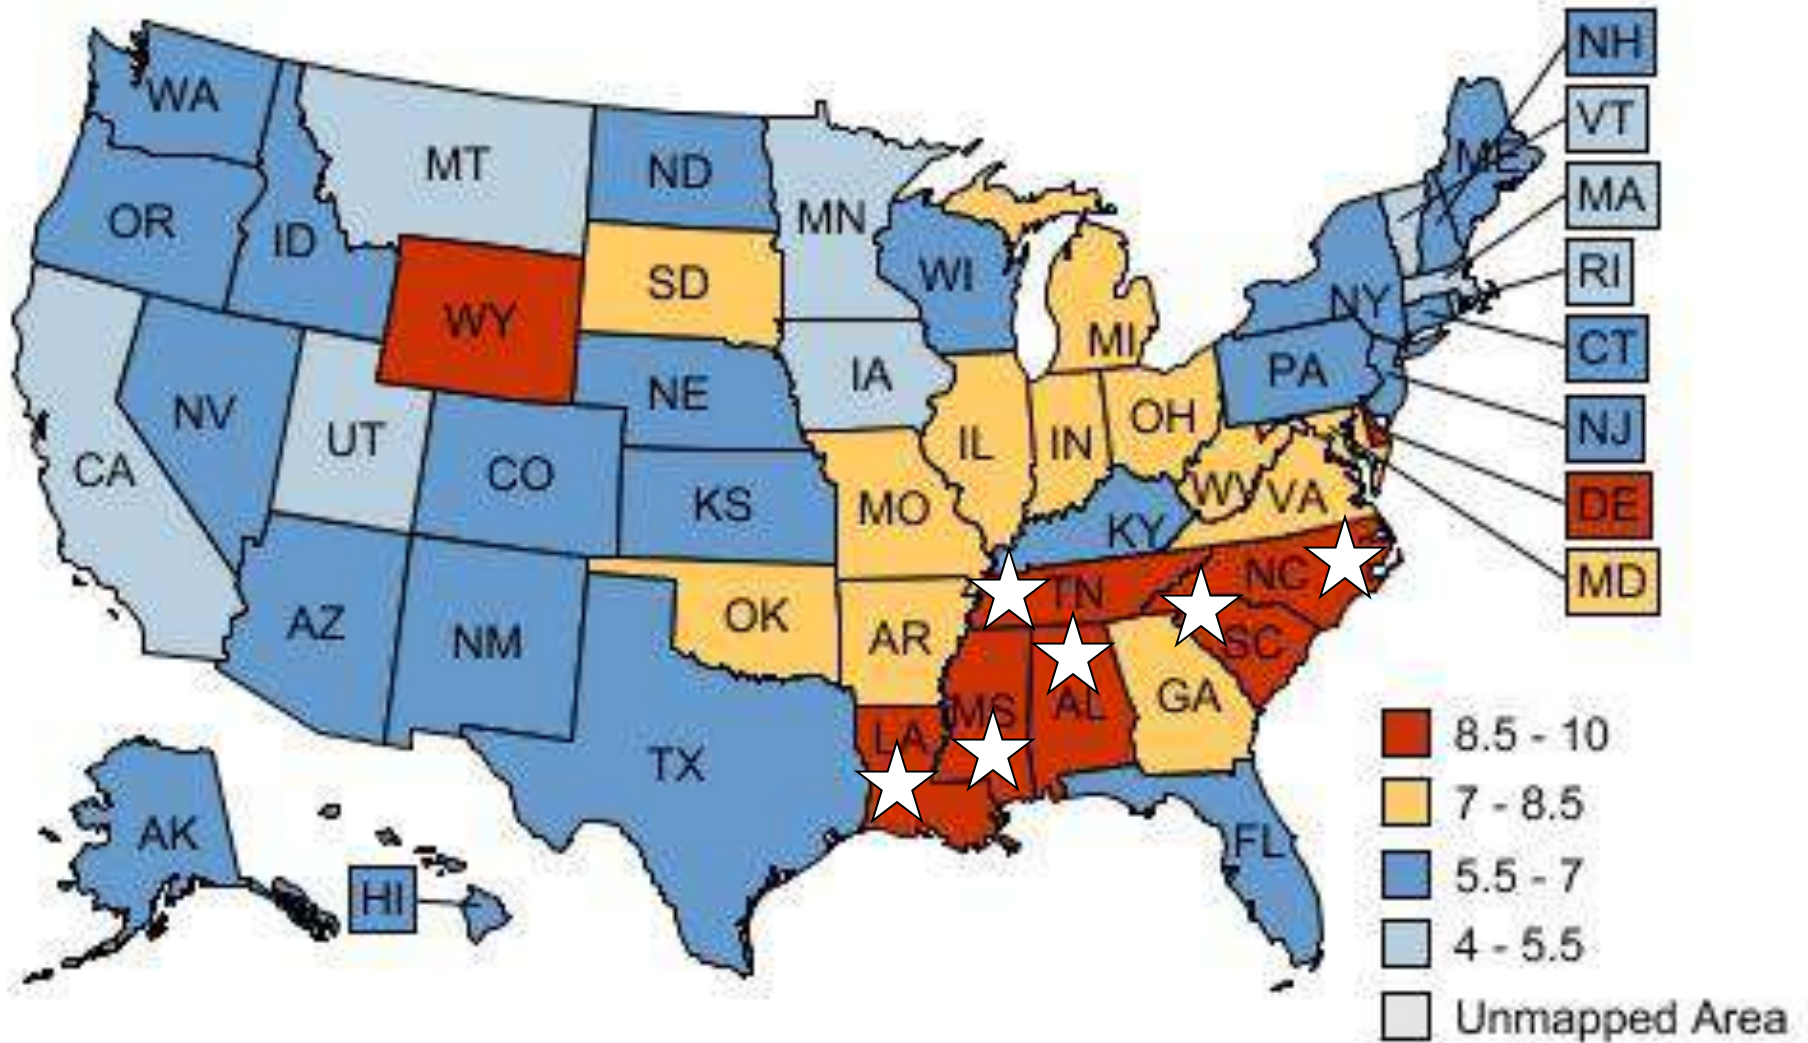 NH
WA
VT
MT
ND
ME
MN
MA
OR
ID
WI
RI
SD
NY
WY
MI
CT
PA
IA
NE
NV
OH
NJ
UT
IL
IN
CA
CO
WV
VA
DE
KS
MO
KY
MD
NC
TN
OK
AZ
AR
NM
SC
GA
AL
MS
8.5 - 10
LA
TX
7 - 8.5
AK
FL
5.5 - 7
HI
4 - 5.5
Unmapped Area